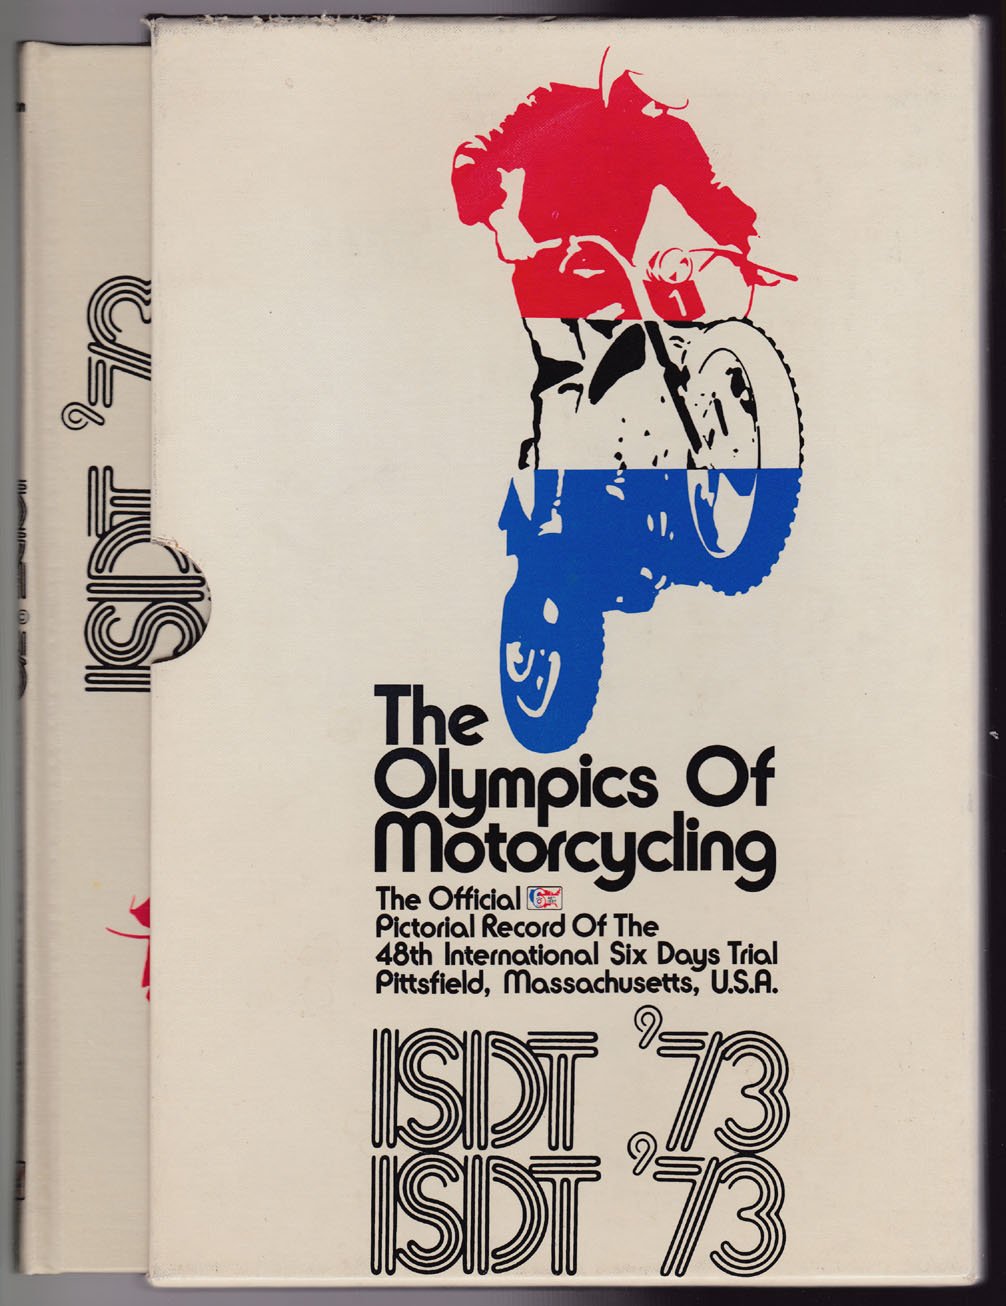 ISDT '73
1
The
Olympics Of
Motorcycling
The Official
Pictorial Record Of The
48th International Six Days Trial
Pittsfield, Massachusetts, U.S.A.
ISDT '73
ISDT '73